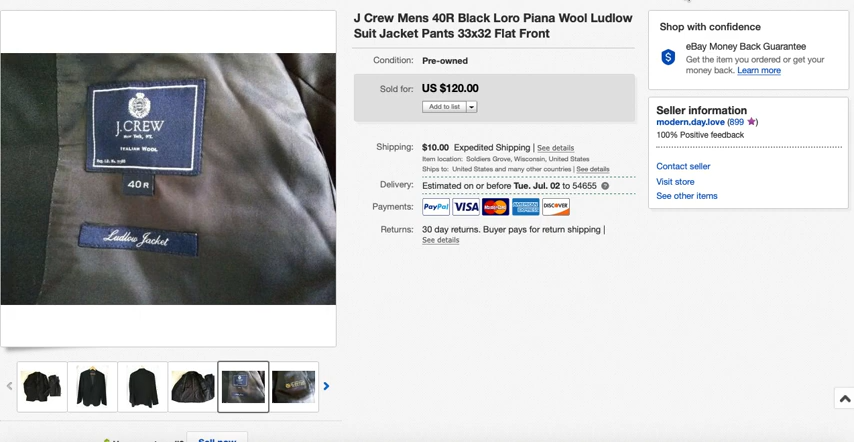 J Crew Mens 40R Black Loro Piana Wool Ludlow
Suit Jacket Pants 33x32 Flat Front
Condition: Pre-owned
Sold for: US $120.00
Add to list
Shipping: $10.00 Expedited Shipping | See details
Item location: Soldiers Grove, Wisconsin, United States
Ships to: United States and many other countries | See details
Delivery: Estimated on or before Tue. Jul. 02 to 54655
Payments: PayPal VISA MasterCard AMERICAN EXPRESS DISCOVER
Returns: 30 day returns. Buyer pays for return shipping |
See details
Shop with confidence
eBay Money Back Guarantee
Get the item you ordered or get your
money back. Learn more
Seller information
modern.day.love (899)
100% Positive feedback
Contact seller
Visit store
See other items
J.CREW
New York, NY.
ITALIAN WOOL
40R
Ludlow Jacket
Sell now